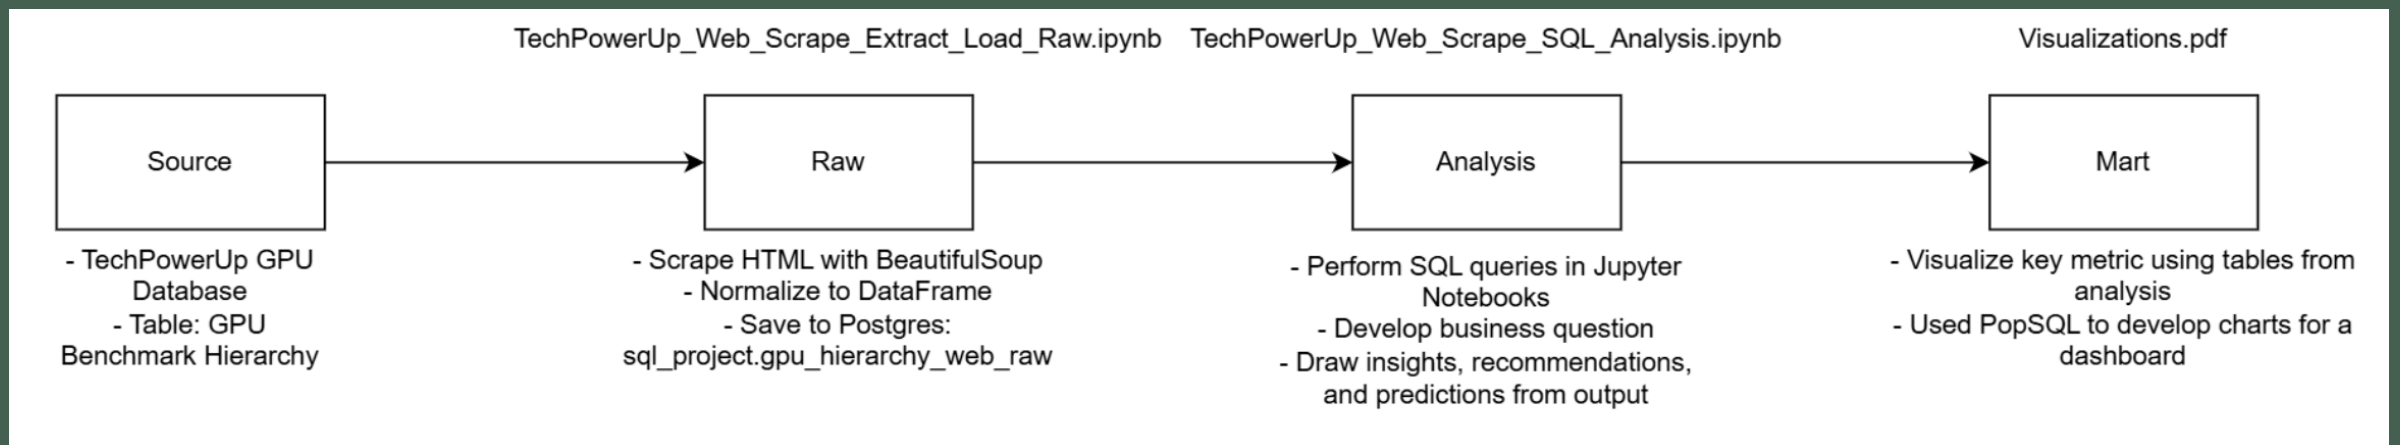 TechPowerUp_Web_Scrape_Extract_Load_Raw.ipynb
TechPowerUp_Web_Scrape_SQL_Analysis.ipynb
Visualizations.pdf
Source
Raw
Analysis
Mart
- TechPowerUp GPU
Database
- Table: GPU
Benchmark Hierarchy
- Scrape HTML with BeautifulSoup
- Normalize to DataFrame
- Save to Postgres:
sql_project.gpu_hierarchy_web_raw
- Perform SQL queries in Jupyter
Notebooks
- Develop business question
- Draw insights, recommendations,
and predictions from output
- Visualize key metric using tables from
analysis
- Used PopSQL to develop charts for a
dashboard